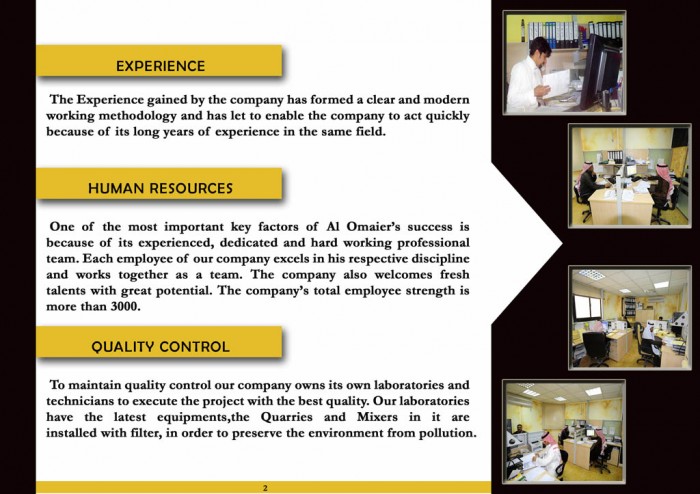 EXPERIENCE
The Experience gained by the company has formed a clear and modern
working methodology and has let to enable the company to act quickly
because of its long years of experience in the same field.
HUMAN RESOURCES
One of the most important key factors of Al Omaier's success is
because of its experienced, dedicated and hard working professional
team. Each employee of our company excels in his respective discipline
and works together as a team. The company also welcomes fresh
talents with great potential. The company's total employee strength is
more than 3000.
QUALITY CONTROL
To maintain quality control our company owns its own laboratories and
technicians to execute the project with the best quality. Our laboratories
have the latest equipments,the Quarries and Mixers in it are
installed with filter, in order to preserve the environment from pollution.
2